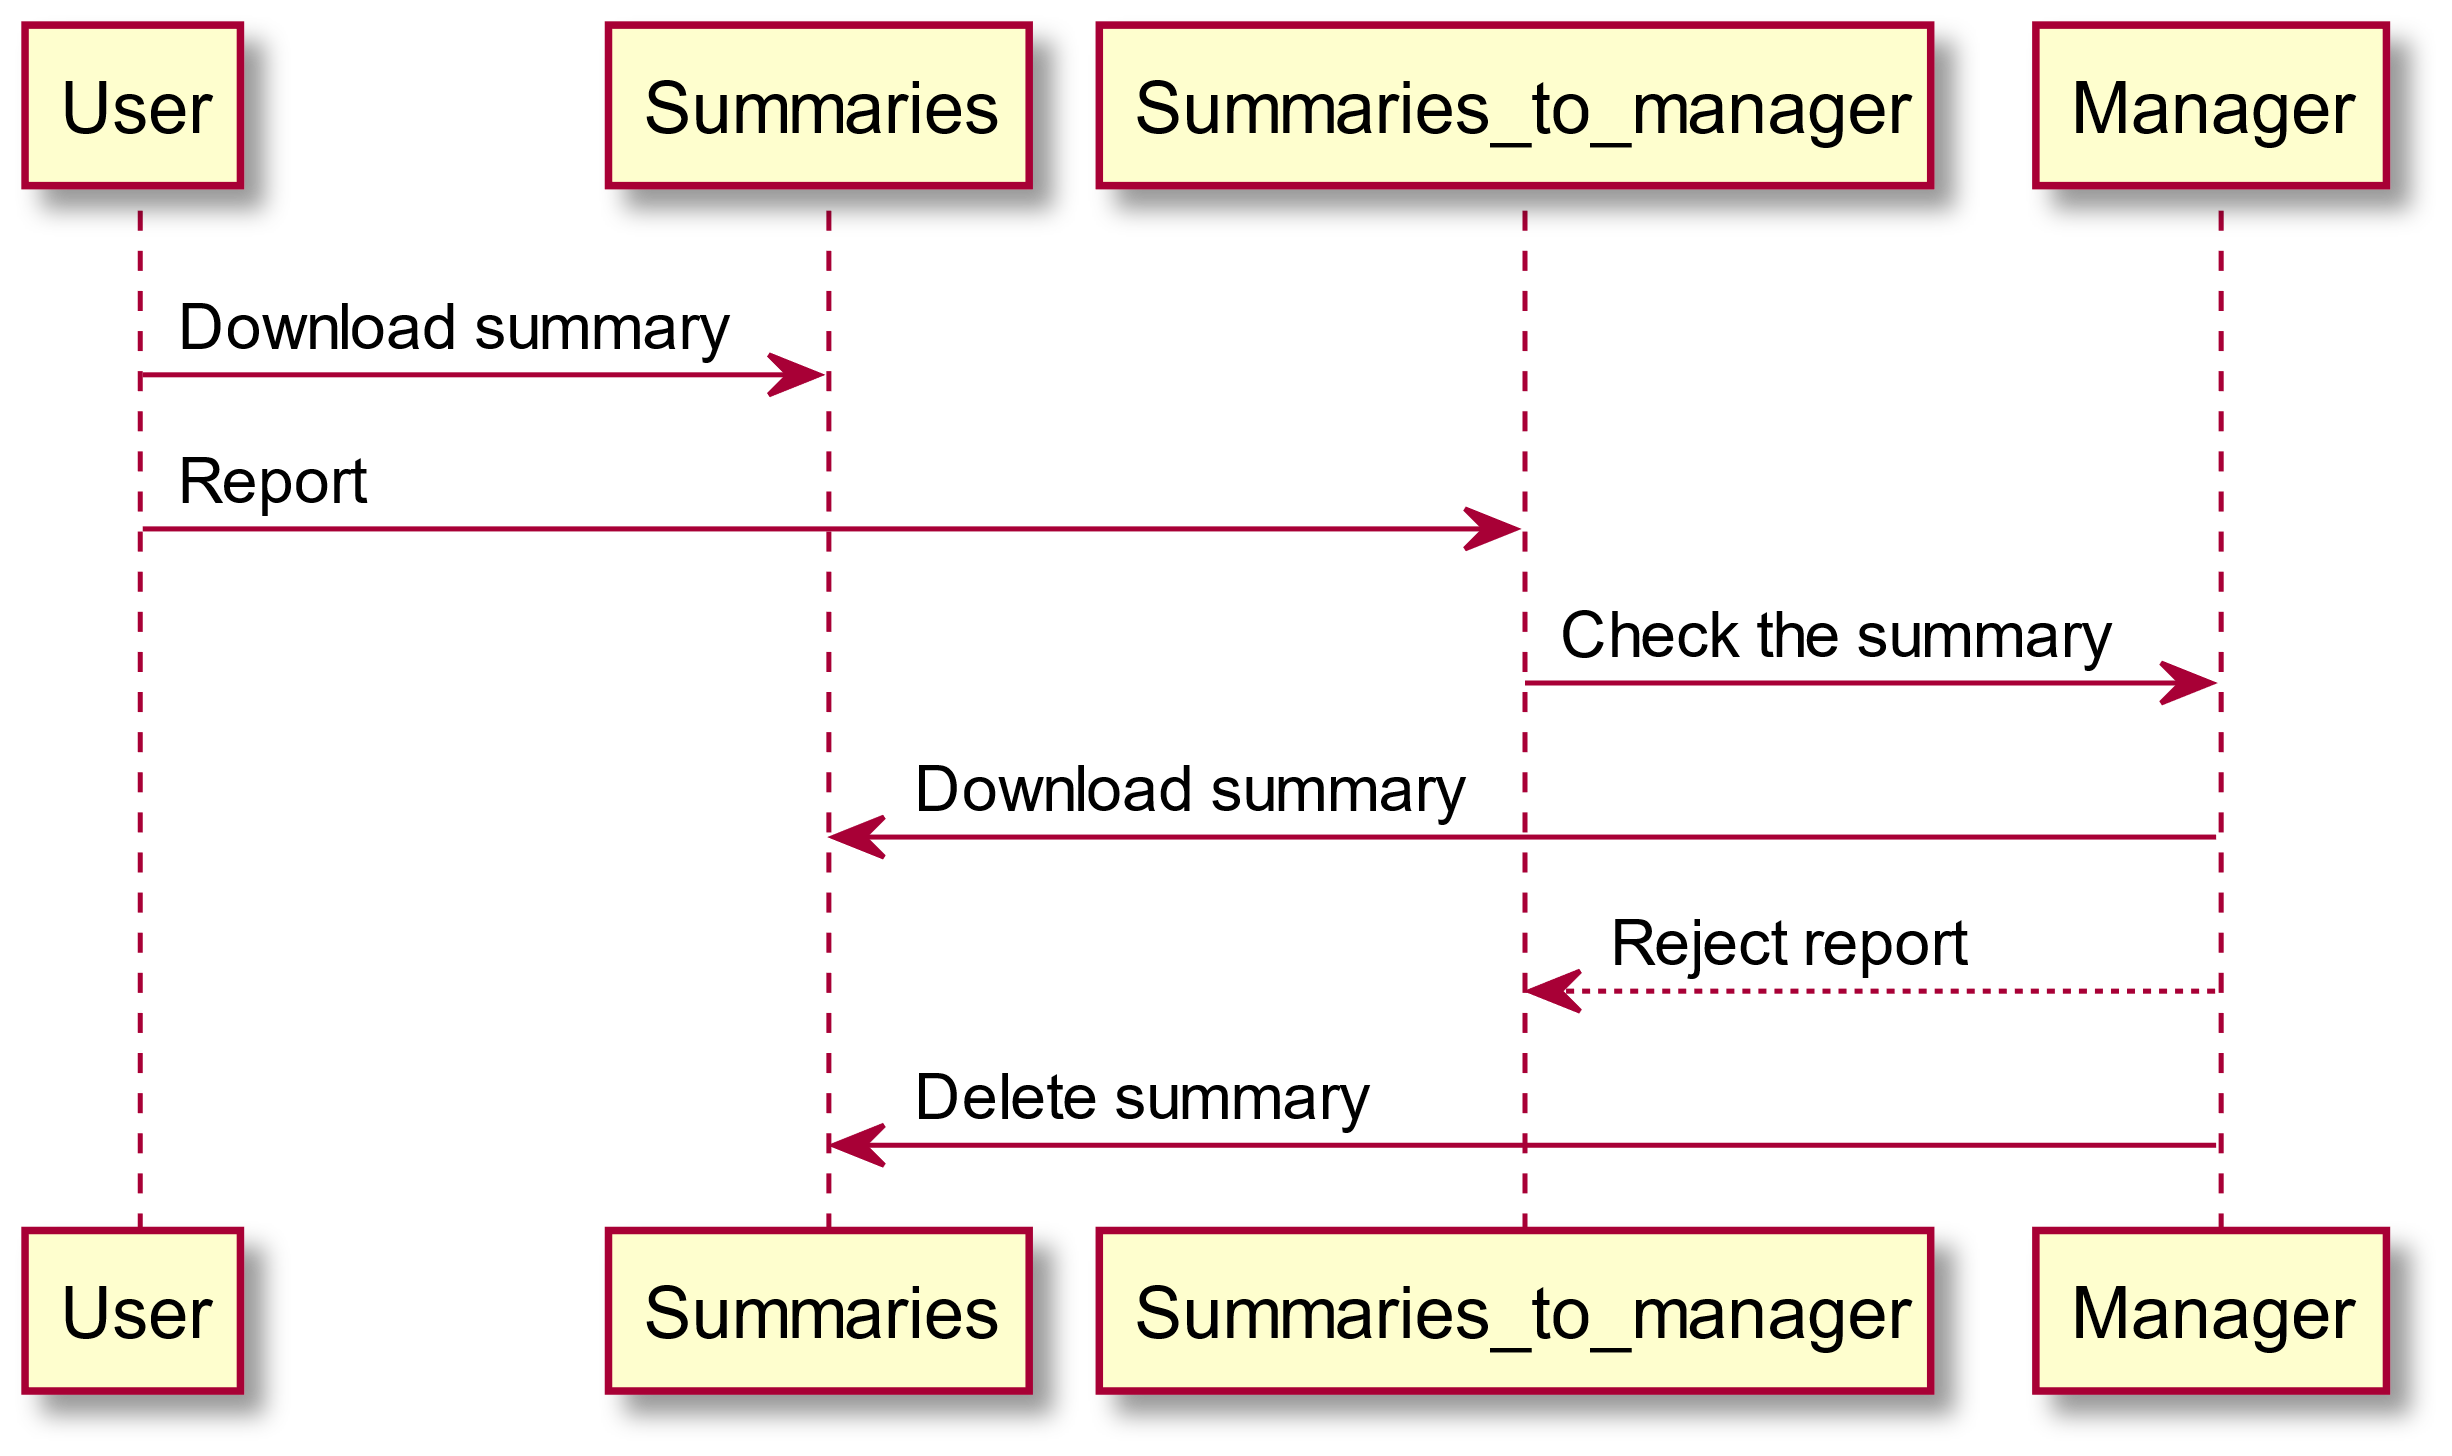 User
Summaries
Summaries_to_manager
Manager
Download summary
Report
Check the summary
Download summary
Reject report
Delete summary
User
Summaries
Summaries_to_manager
Manager